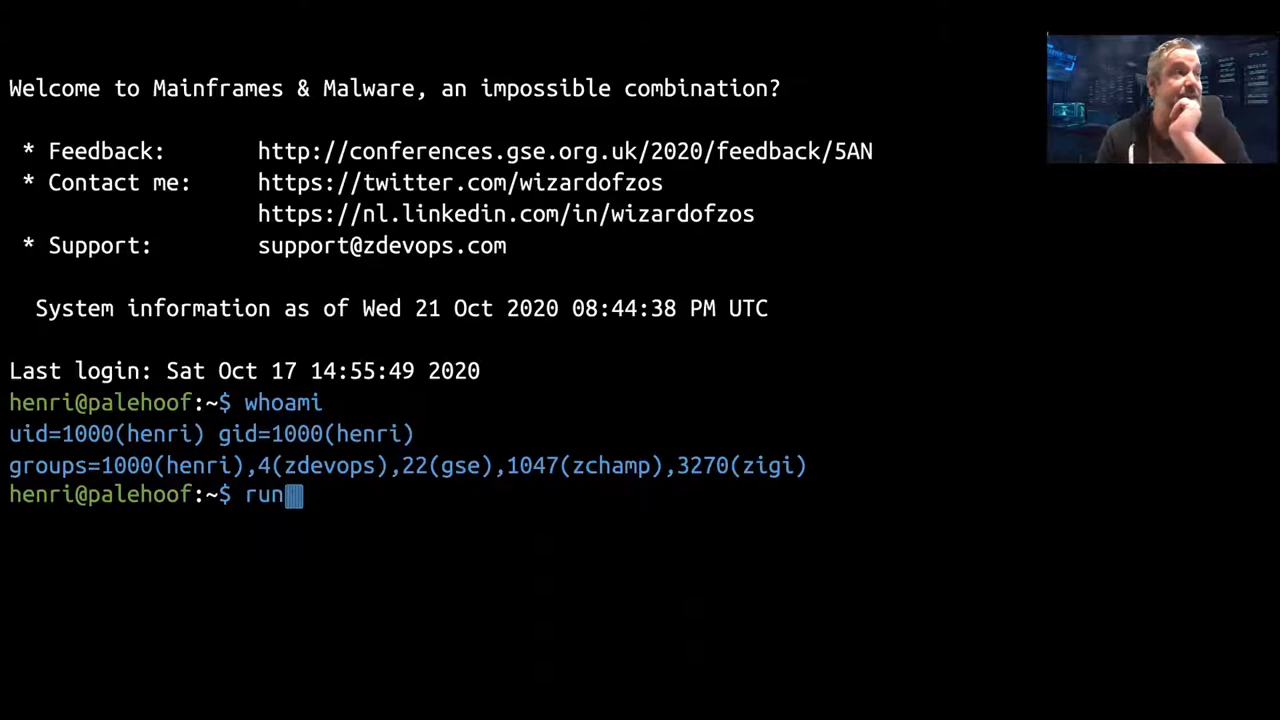 Welcome to Mainframes & Malware, an impossible combination?
* Feedback: http://conferences.gse.org.uk/2020/feedback/5AN
* Contact me: https://twitter.com/wizardofzos
https://nl.linkedin.com/in/wizardofzos
* Support: support@zdevops.com
System information as of Wed 21 Oct 2020 08:44:38 PM UTC
Last login: Sat Oct 17 14:55:49 2020
henri@palehoof:~$ whoami
uid=1000(henri) gid=1000(henri)
groups=1000(henri),4(zdevops),22(gse),1047(zchamp),3270(zigi)
henri@palehoof:~$ run